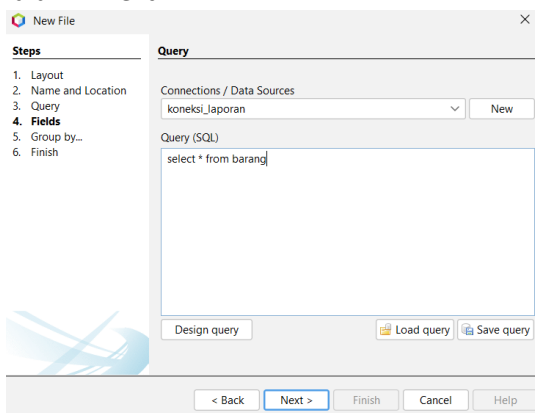 New File
Steps
1. Layout
2. Name and Location
3. Query
4. Fields
5. Group by...
6. Finish
Query
Connections / Data Sources
koneksi_laporan
New
Query (SQL)
select * from barang
Design query
Load query
Save query
< Back
Next >
Finish
Cancel
Help